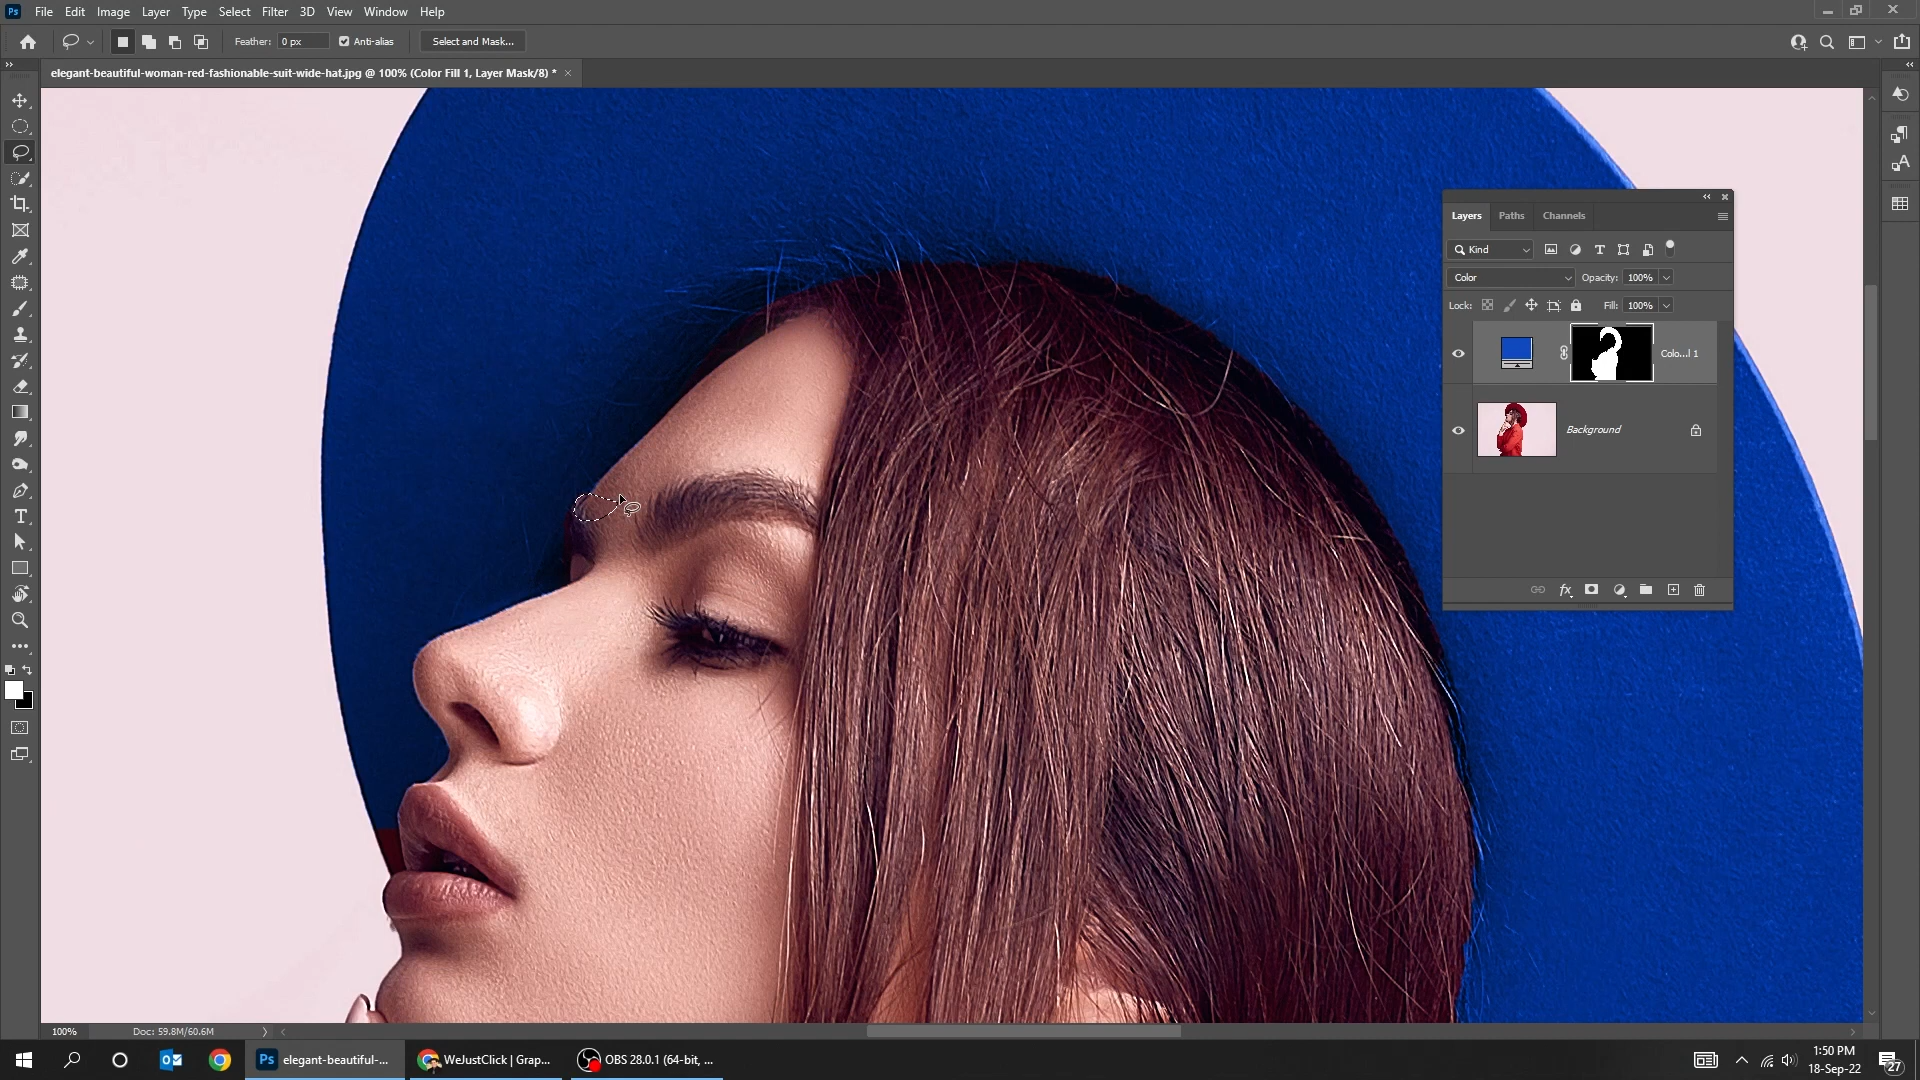 Ps File Edit Image Layer Type Select Filter 3D View Window Help
Feather: 0 px Anti-alias Select and Mask...
elegant-beautiful-woman-red-fashionable-suit-wide-hat.jpg @ 100% (Color Fill 1, Layer Mask/8) * ×
Layers Paths Channels
Kind
Color Opacity: 100%
Lock: Fill: 100%
Colo...l 1
Background
fx
100% Doc: 59.8M/60.6M
Ps elegant-beautiful-... WeJustClick | Grap... OBS 28.0.1 (64-bit, ...
1:50 PM
18-Sep-22
27